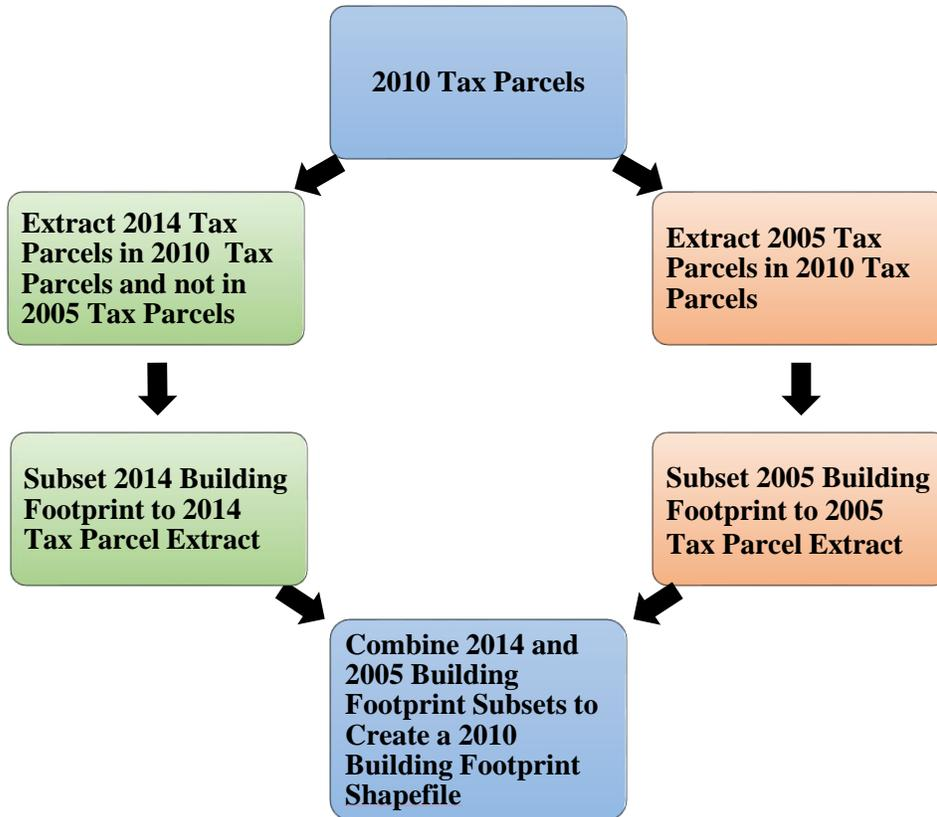 2010 Tax Parcels
Extract 2014 Tax
Parcels in 2010 Tax
Parcels and not in
2005 Tax Parcels
Extract 2005 Tax
Parcels in 2010 Tax
Parcels
Subset 2014 Building
Footprint to 2014
Tax Parcel Extract
Subset 2005 Building
Footprint to 2005
Tax Parcel Extract
Combine 2014 and
2005 Building
Footprint Subsets to
Create a 2010
Building Footprint
Shapefile